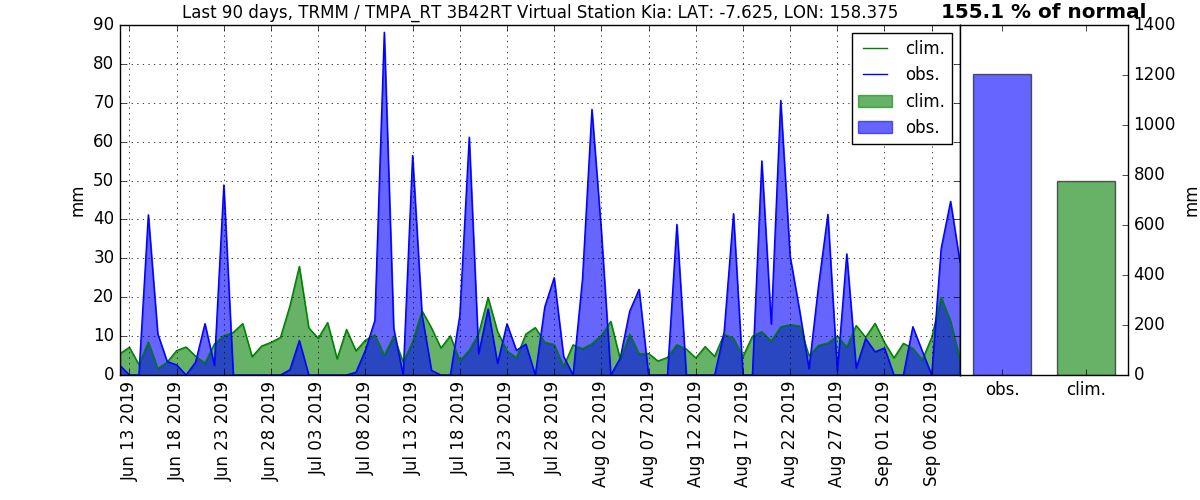 Last 90 days, TRMM / TMPA_RT 3B42RT Virtual Station Kia: LAT: -7.625, LON: 158.375
155.1 % of normal
90
80
70
60
50
40
30
20
10
0
mm
clim.
obs.
clim.
obs.
1400
1200
1000
800
600
400
200
0
mm
Jun 13 2019
Jun 18 2019
Jun 23 2019
Jun 28 2019
Jul 03 2019
Jul 08 2019
Jul 13 2019
Jul 18 2019
Jul 23 2019
Jul 28 2019
Aug 02 2019
Aug 07 2019
Aug 12 2019
Aug 17 2019
Aug 22 2019
Aug 27 2019
Sep 01 2019
Sep 06 2019
obs.
clim.